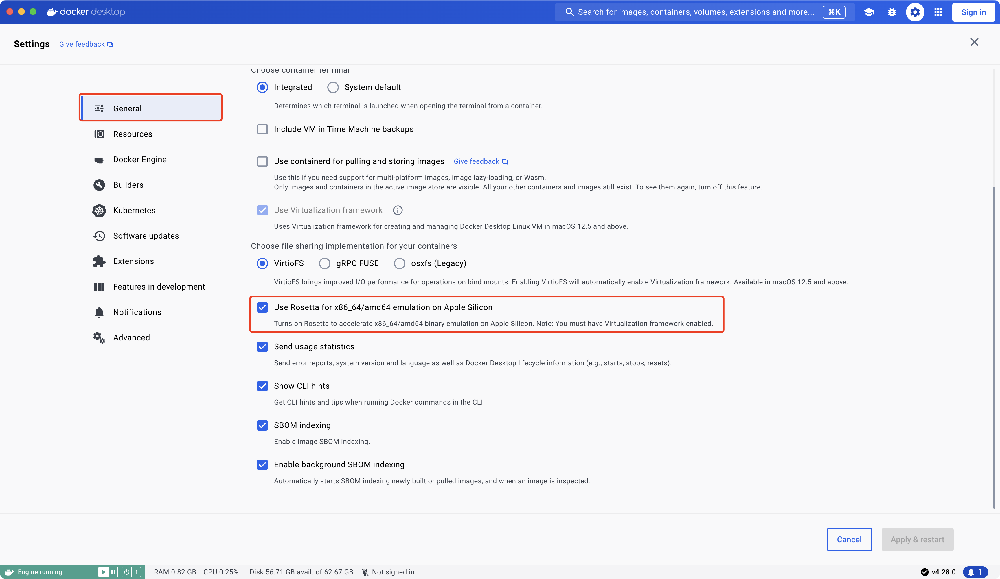 docker desktop
Search for images, containers, volumes, extensions and more...
⌘K
Sign in
Settings
Give feedback
General
Resources
Docker Engine
Builders
Kubernetes
Software updates
Extensions
Features in development
Notifications
Advanced
Choose container terminal
Integrated
System default
Determines which terminal is launched when opening the terminal from a container.
Include VM in Time Machine backups
Use containerd for pulling and storing images
Give feedback
Use this if you need support for multi-platform images, image lazy-loading, or Wasm.
Only images and containers in the active image store are visible. All your other containers and images still exist. To see them again, turn off this feature.
Use Virtualization framework
Uses Virtualization framework for creating and managing Docker Desktop Linux VM in macOS 12.5 and above.
Choose file sharing implementation for your containers
VirtioFS
gRPC FUSE
osxfs (Legacy)
VirtioFS brings improved I/O performance for operations on bind mounts. Enabling VirtioFS will automatically enable Virtualization framework. Available in macOS 12.5 and above.
Use Rosetta for x86_64/amd64 emulation on Apple Silicon
Turns on Rosetta to accelerate x86_64/amd64 binary emulation on Apple Silicon. Note: You must have Virtualization framework enabled.
Send usage statistics
Send error reports, system version and language as well as Docker Desktop lifecycle information (e.g., starts, stops, resets).
Show CLI hints
Get CLI hints and tips when running Docker commands in the CLI.
SBOM indexing
Enable image SBOM indexing.
Enable background SBOM indexing
Automatically starts SBOM indexing newly built or pulled images, and when an image is inspected.
Cancel
Apply & restart
Engine running
RAM 0.82 GB
CPU 0.25%
Disk 56.71 GB avail. of 62.67 GB
Not signed in
v4.28.0
1